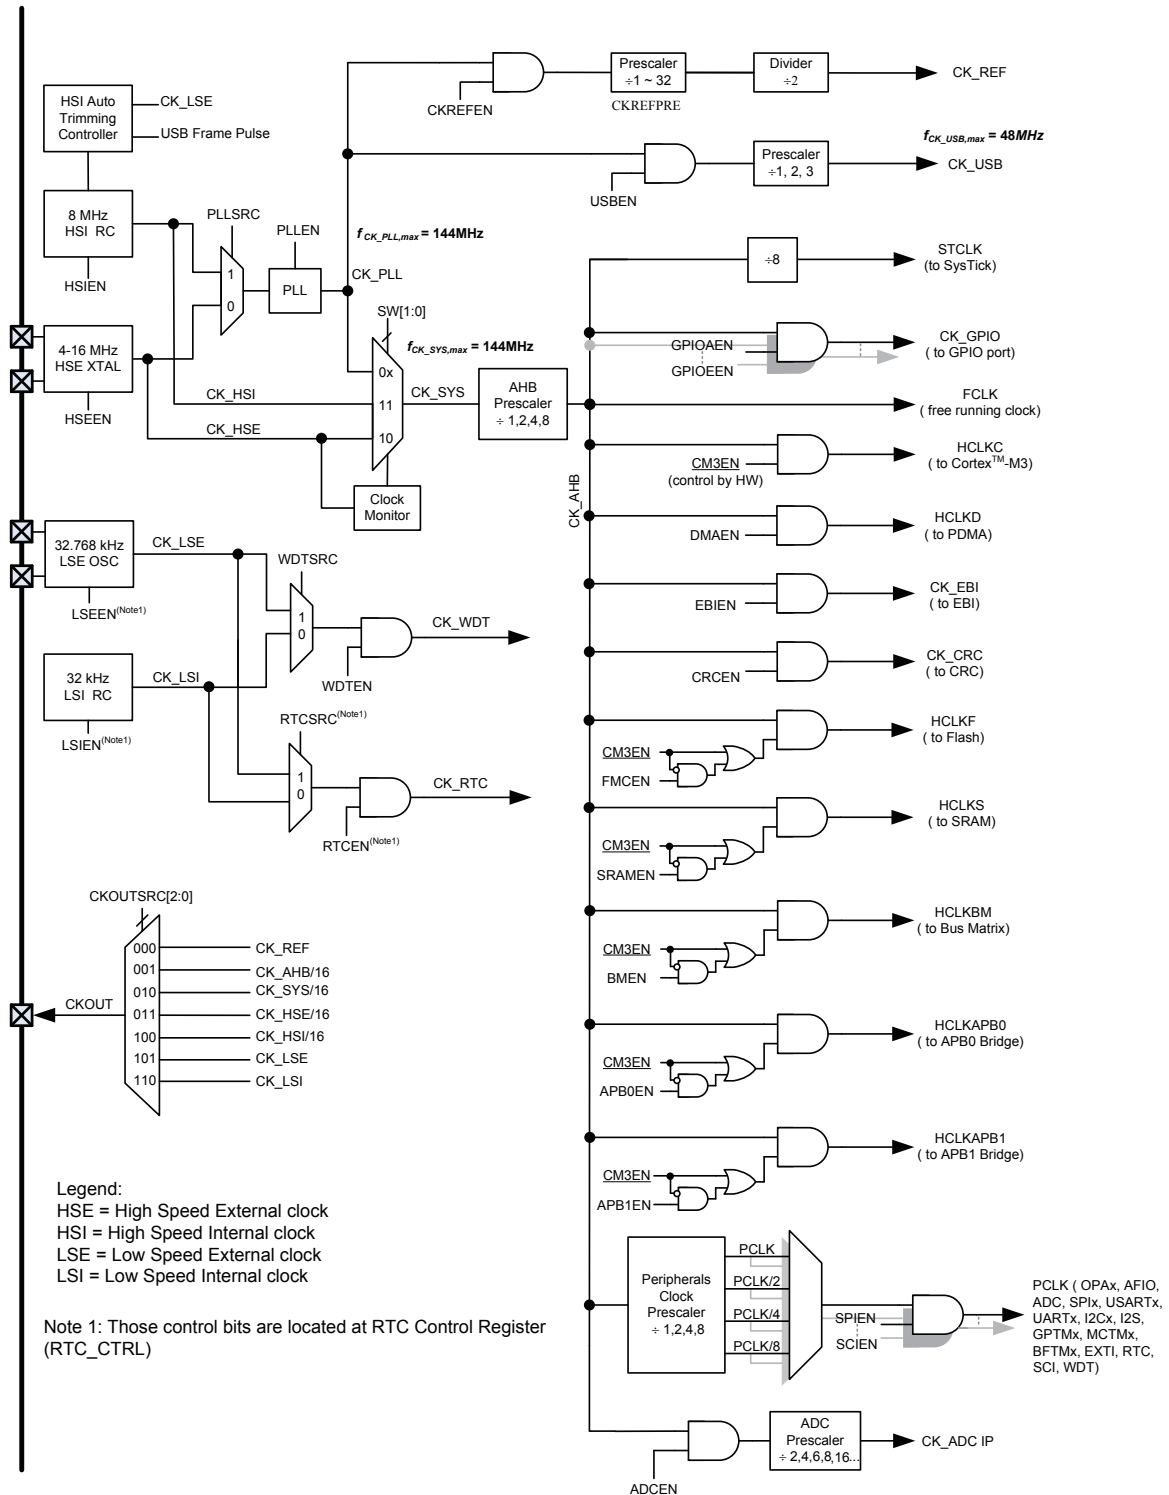 HSI Auto
Trimming
Controller
CK_LSE
USB Frame Pulse
8 MHz
HSI RC
HSIEN
PLLSRC
1
0
PLLEN
PLL
f CK_PLL,max = 144MHz
CK_PLL
4-16 MHz
HSE XTAL
HSEEN
CK_HSI
CK_HSE
SW[1:0]
0x
11
10
f CK_SYS,max = 144MHz
CK_SYS
Clock
Monitor
AHB
Prescaler
÷ 1,2,4,8
CKREFEN
Prescaler
÷1 ~ 32
CKREFPRE
Divider
÷2
CK_REF
USBEN
Prescaler
÷1, 2, 3
f CK_USB,max = 48MHz
CK_USB
÷8
STCLK
(to SysTick)
GPIOAEN
GPIOEEN
CK_GPIO
( to GPIO port)
FCLK
( free running clock)
CM3EN
(control by HW)
HCLKC
( to Cortex™-M3)
CK_AHB
DMAEN
HCLKD
( to PDMA)
EBIEN
CK_EBI
( to EBI)
CRCEN
CK_CRC
( to CRC)
CM3EN
FMCEN
HCLKF
( to Flash)
CM3EN
SRAMEN
HCLKS
( to SRAM)
CM3EN
BMEN
HCLKBM
( to Bus Matrix)
CM3EN
APB0EN
HCLKAPB0
( to APB0 Bridge)
CM3EN
APB1EN
HCLKAPB1
( to APB1 Bridge)
Peripherals
Clock
Prescaler
÷ 1,2,4,8
PCLK
PCLK/2
PCLK/4
PCLK/8
SPIEN
SCIEN
PCLK ( OPAx, AFIO,
ADC, SPIx, USARTx,
UARTx, I2Cx, I2S,
GPTMx, MCTMx,
BFTMx, EXTI, RTC,
SCI, WDT)
ADCEN
ADC
Prescaler
÷ 2,4,6,8,16...
CK_ADC IP
32.768 kHz
LSE OSC
LSEEN(Note1)
CK_LSE
WDTSRC
1
0
WDTEN
CK_WDT
32 kHz
LSI RC
LSIEN(Note1)
CK_LSI
RTCSRC(Note1)
1
0
RTCEN(Note1)
CK_RTC
CKOUTSRC[2:0]
CKOUT
000 CK_REF
001 CK_AHB/16
010 CK_SYS/16
011 CK_HSE/16
100 CK_HSI/16
101 CK_LSE
110 CK_LSI
Legend:
HSE = High Speed External clock
HSI = High Speed Internal clock
LSE = Low Speed External clock
LSI = Low Speed Internal clock
Note 1: Those control bits are located at RTC Control Register
(RTC_CTRL)